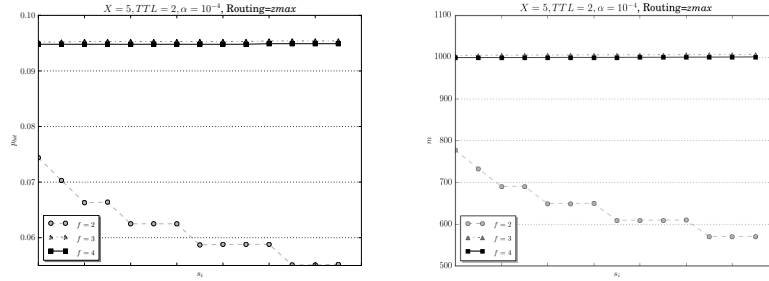 X = 5, TTL = 2, α = 10⁻⁴, Routing=zmax
0.10
0.09
0.08
0.07
0.06
p_hit
s_i
f = 2
f = 3
f = 4
X = 5, TTL = 2, α = 10⁻⁴, Routing=zmax
1100
1000
900
800
700
600
500
m
s_i
f = 2
f = 3
f = 4